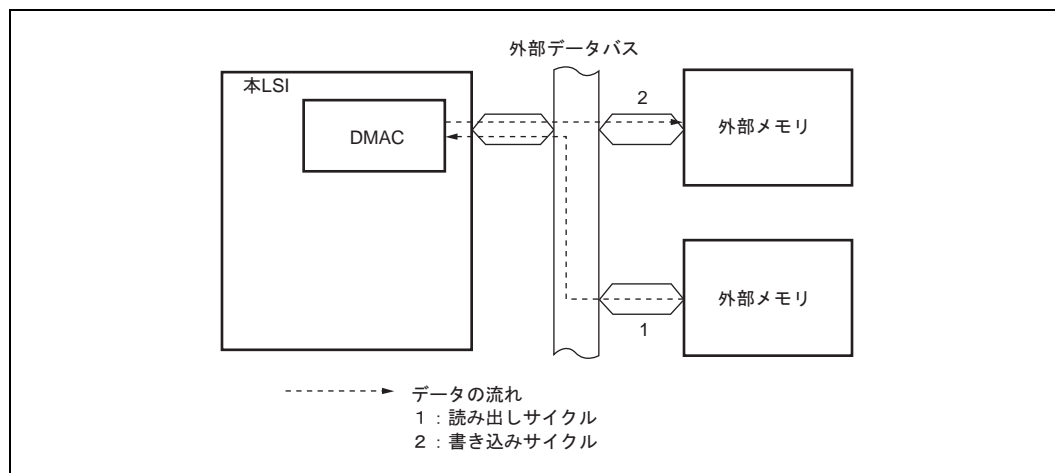 外部データバス
本LSI
2
DMAC
外部メモリ
外部メモリ
1
データの流れ
1：読み出しサイクル
2：書き込みサイクル